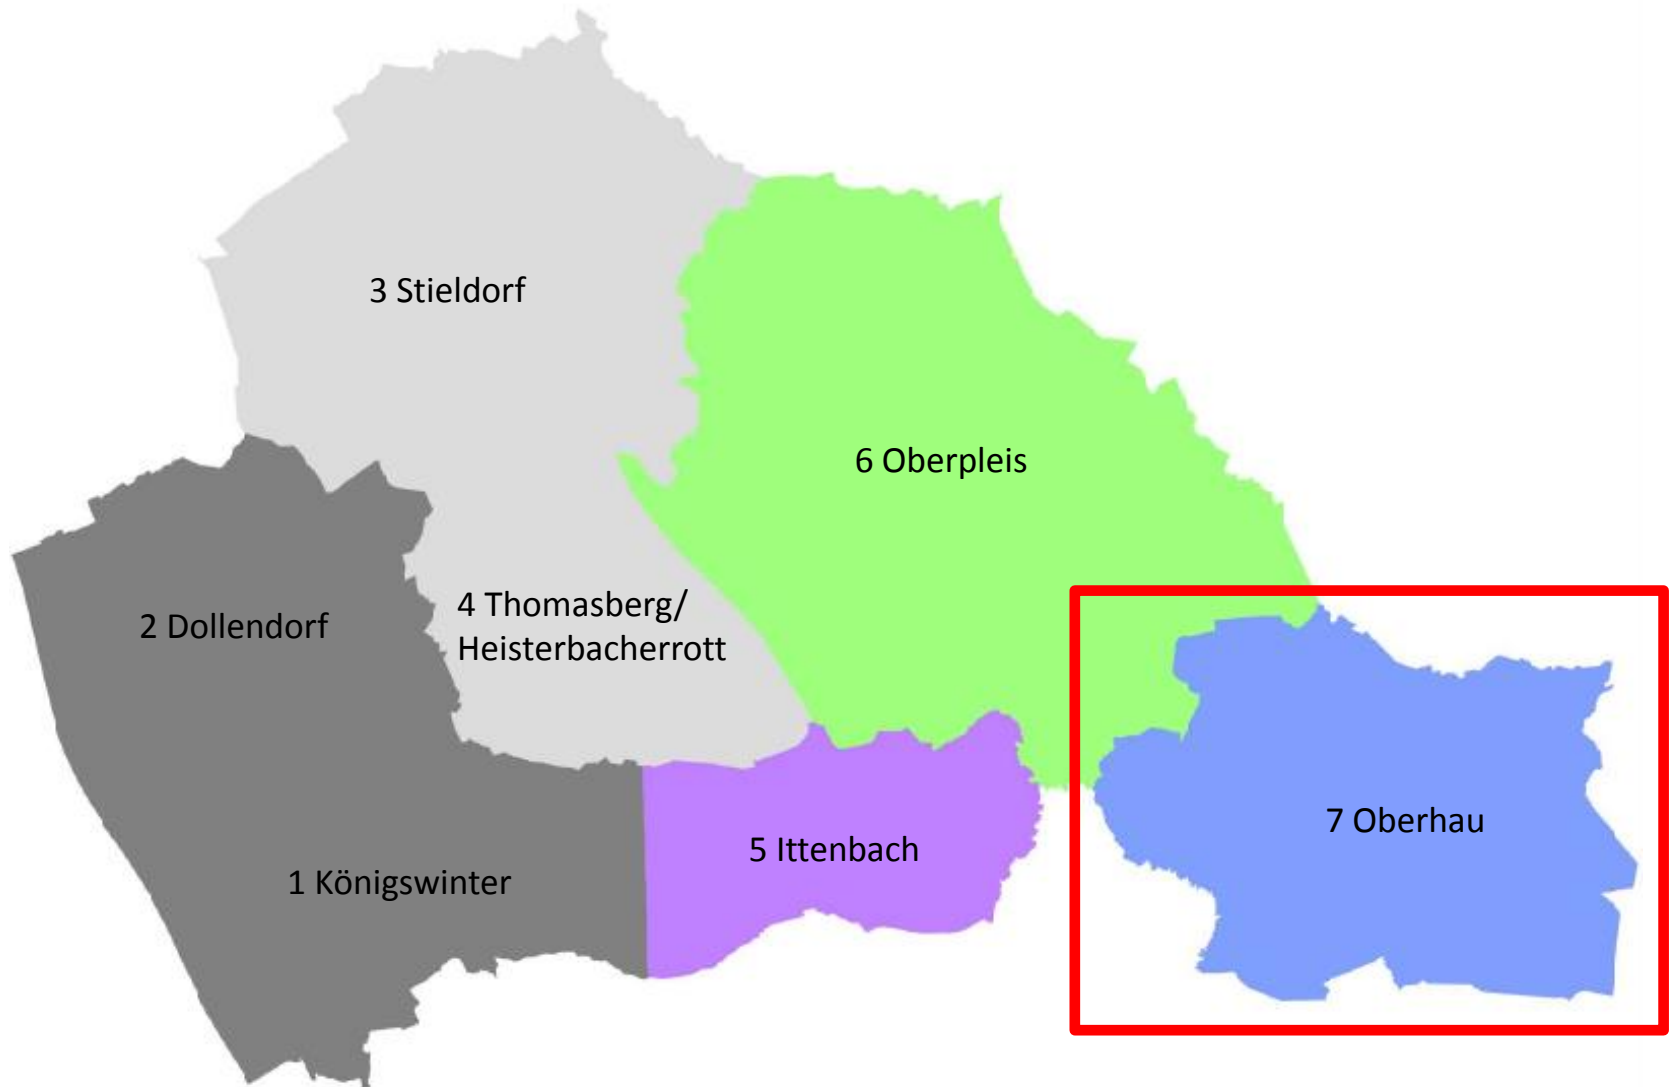 3 Stieldorf
6 Oberpleis
2 Dollendorf
4 Thomasberg/
Heisterbacherrott
7 Oberhau
5 Ittenbach
1 Königswinter